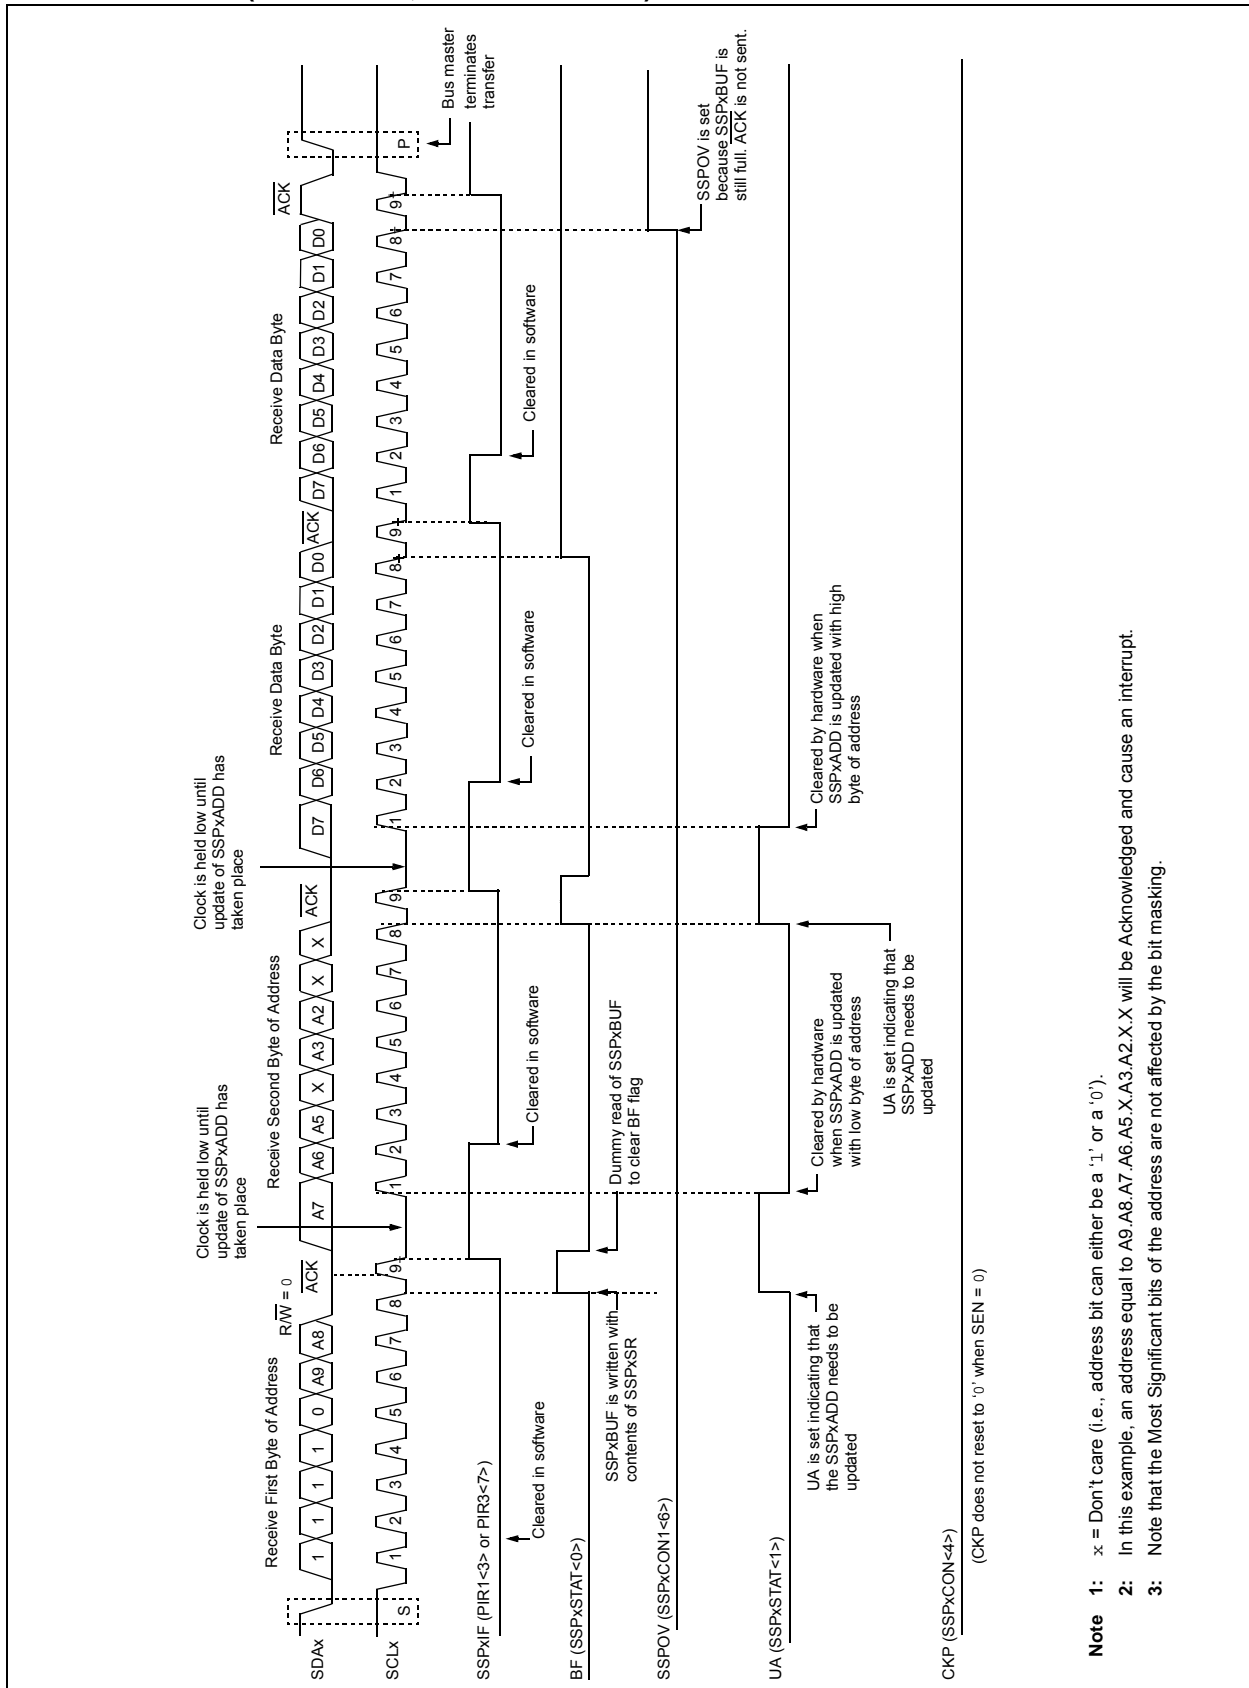 Receive First Byte of Address
R/W = 0
ACK
Clock is held low until
update of SSPxADD has
taken place
Receive Second Byte of Address
ACK
Clock is held low until
update of SSPxADD has
taken place
Receive Data Byte
ACK
Receive Data Byte
ACK
SDAx
1 1 1 1 0 A9 A8
A7 A6 A5 X A3 A2 X X
D7 D6 D5 D4 D3 D2 D1 D0
D7 D6 D5 D4 D3 D2 D1 D0
SCLx
S
1 2 3 4 5 6 7 8 9
1 2 3 4 5 6 7 8 9
1 2 3 4 5 6 7 8 9
1 2 3 4 5 6 7 8 9
P
Bus master
terminates
transfer
SSPxIF (PIR1<3> or PIR3<7>)
Cleared in software
Cleared in software
Cleared in software
Cleared in software
BF (SSPxSTAT<0>)
SSPxBUF is written with
contents of SSPxSR
Dummy read of SSPxBUF
to clear BF flag
SSPOV (SSPxCON1<6>)
SSPOV is set
because SSPxBUF is
still full. ACK is not sent.
UA (SSPxSTAT<1>)
UA is set indicating that
the SSPxADD needs to be
updated
Cleared by hardware
when SSPxADD is updated
with low byte of address
UA is set indicating that
SSPxADD needs to be
updated
Cleared by hardware when
SSPxADD is updated with high
byte of address
CKP (SSPxCON<4>)
(CKP does not reset to ‘0’ when SEN = 0)
Note 1: x = Don’t care (i.e., address bit can either be a ‘1’ or a ‘0’).
2: In this example, an address equal to A9.A8.A7.A6.A5.X.A3.A2.X.X will be Acknowledged and cause an interrupt.
3: Note that the Most Significant bits of the address are not affected by the bit masking.